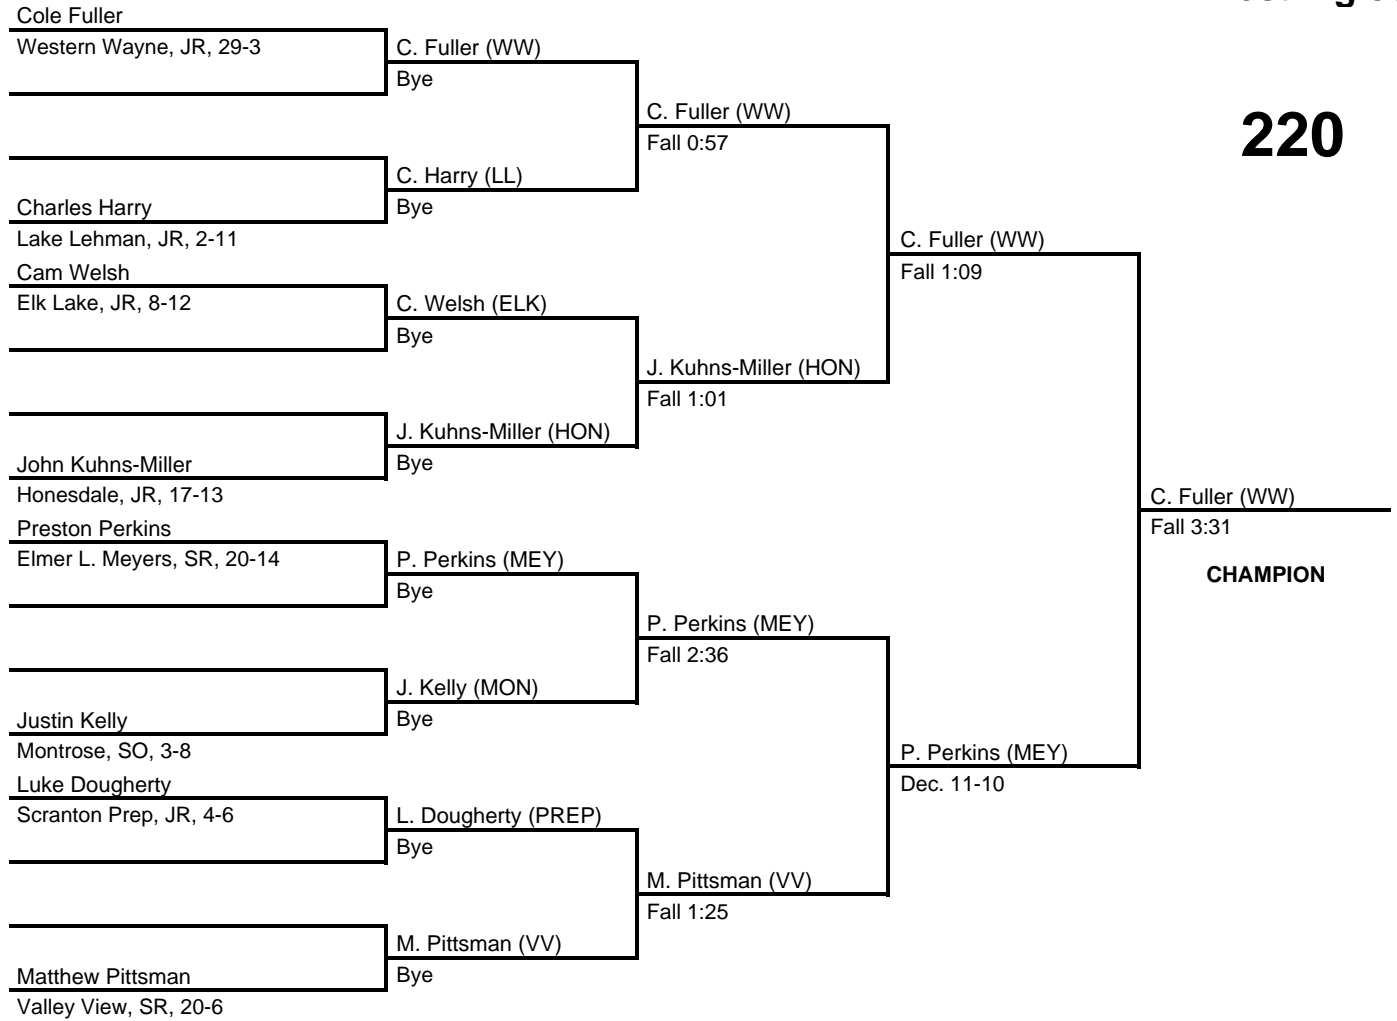 Cole Fuller
Western Wayne, JR, 29-3
Charles Harry
Lake Lehman, JR, 2-11
Cam Welsh
Elk Lake, JR, 8-12
John Kuhns-Miller
Honesdale, JR, 17-13
Preston Perkins
Elmer L. Meyers, SR, 20-14
Justin Kelly
Montrose, SO, 3-8
Luke Dougherty
Scranton Prep, JR, 4-6
Matthew Pittsman
Valley View, SR, 20-6
C. Fuller (WW)
Bye
C. Harry (LL)
Bye
C. Welsh (ELK)
Bye
J. Kuhns-Miller (HON)
Bye
P. Perkins (MEY)
Bye
J. Kelly (MON)
Bye
L. Dougherty (PREP)
Bye
M. Pittsman (VV)
Bye
C. Fuller (WW)
Fall 0:57
J. Kuhns-Miller (HON)
Fall 1:01
P. Perkins (MEY)
Fall 2:36
M. Pittsman (VV)
Fall 1:25
C. Fuller (WW)
Fall 1:09
P. Perkins (MEY)
Dec. 11-10
220
C. Fuller (WW)
Fall 3:31
CHAMPION